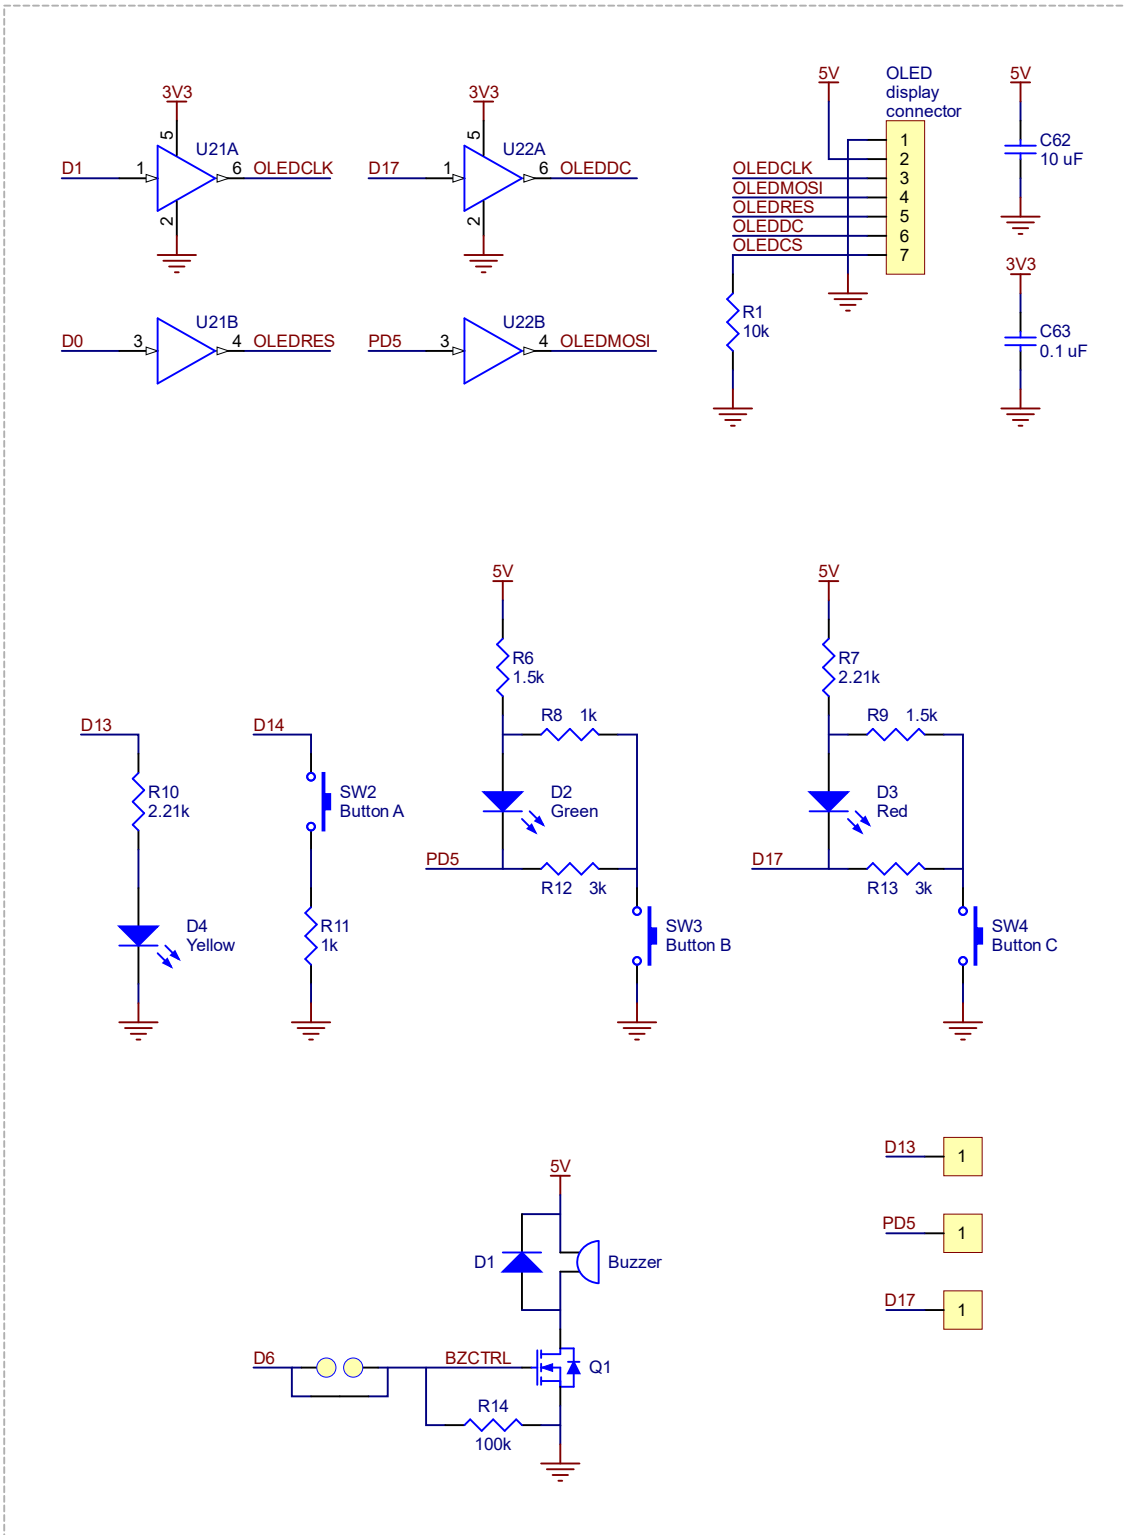 3V3
5
U21A
D1
1
6
OLEDCLK
2
3V3
5
U22A
D17
1
6
OLEDDC
2
5V
OLED
display
connector
1
2
OLEDCLK
3
OLEDMOSI
4
OLEDRES
5
OLEDDC
6
OLEDCS
7
R1
10k
5V
C62
10 uF
3V3
C63
0.1 uF
U21B
D0
3
4
OLEDRES
U22B
PD5
3
4
OLEDMOSI
D13
R10
2.21k
D4
Yellow
D14
SW2
Button A
R11
1k
5V
R6
1.5k
R8 1k
D2
Green
PD5
R12 3k
SW3
Button B
5V
R7
2.21k
R9 1.5k
D3
Red
D17
R13 3k
SW4
Button C
5V
D1
Buzzer
D6
BZCTRL
Q1
R14
100k
D13
1
PD5
1
D17
1